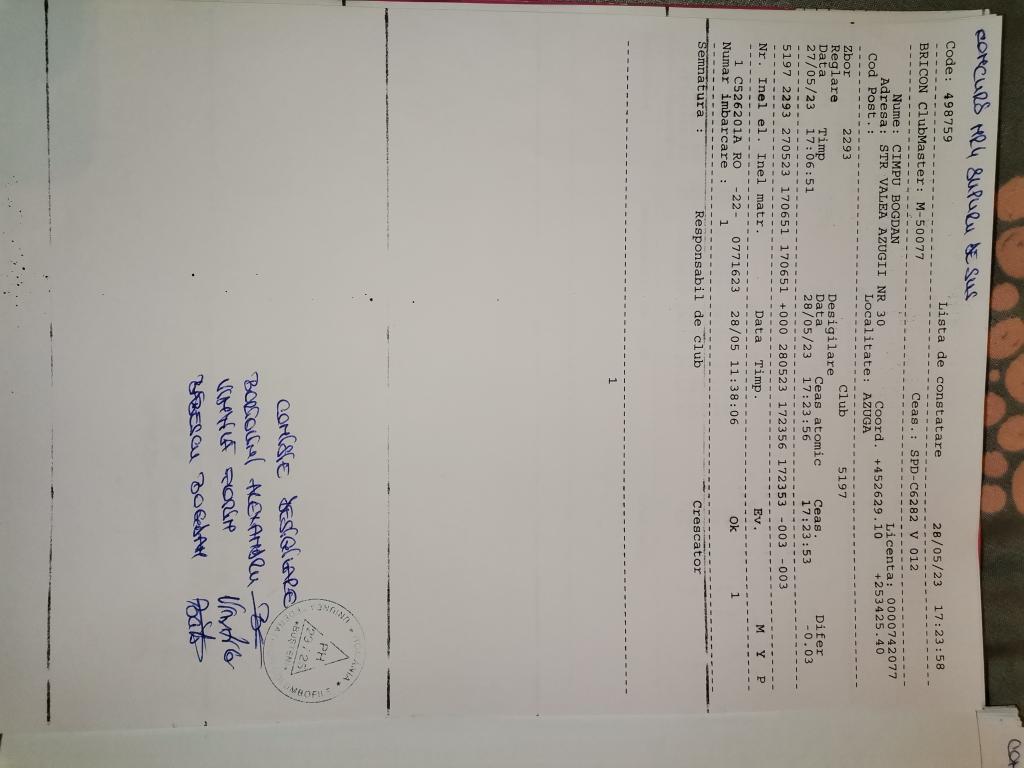 CONCURS NR4 SUPURU DE SUS
Code: 498759 Lista de constatare 28/05/23 17:23:58
BRICON ClubMaster: M-50077 Ceas.: SPD-C6282 V 012
Nume: CIMPU BOGDAN Licenta: 0000742077
Adresa: STR VALEA AZUGII NR 30 Coord. +452629.10 +253425.40
Cod Post.: Localitate: AZUGA
Zbor 2293 Club 5197
Reglare Desigilare
Data Timp Data Ceas atomic Ceas. Difer
27/05/23 17:06:51 28/05/23 17:23:56 17:23:53 -0.03
5197 2293 270523 170651 170651 +000 280523 172356 172353 -003 -003
Nr. Inel el. Inel matr. Data Timp. Ev. M Y P
1 C526201A RO -22- 0771623 28/05 11:38:06 Ok 1
Numar imbarcare : 1
Semnatura : Responsabil de club Crescator
1
COMISIE DESIGILARE
ALEXANDRU
BOGDAN
UNIUNEA
ROMANIA
PH
BUSTENI